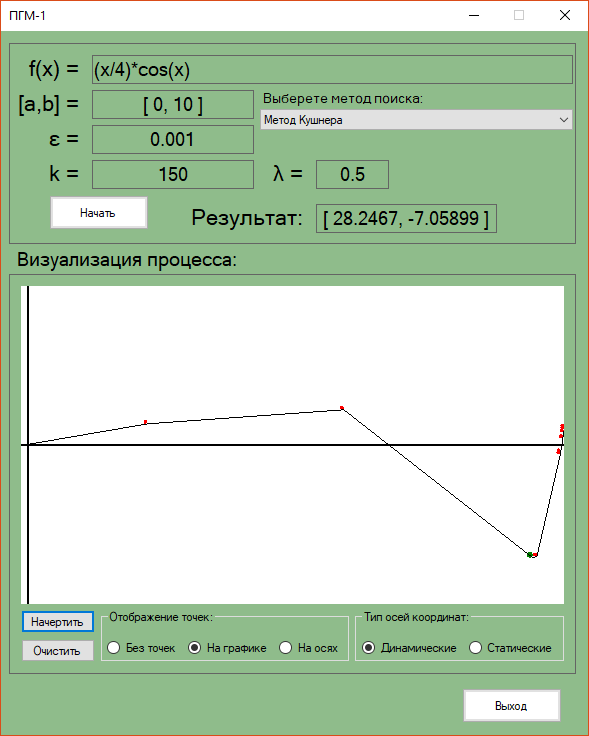 ПГМ-1
f(x) = (x/4)*cos(x)
[a,b] = [ 0, 10 ] Выберете метод поиска:
Метод Кушнера
ε = 0.001
k = 150 λ = 0.5
Начать Результат: [ 28.2467, -7.05899 ]
Визуализация процесса:
Начертить Отображение точек: Тип осей координат:
Очистить Без точек На графике На осях Динамические Статические
Выход